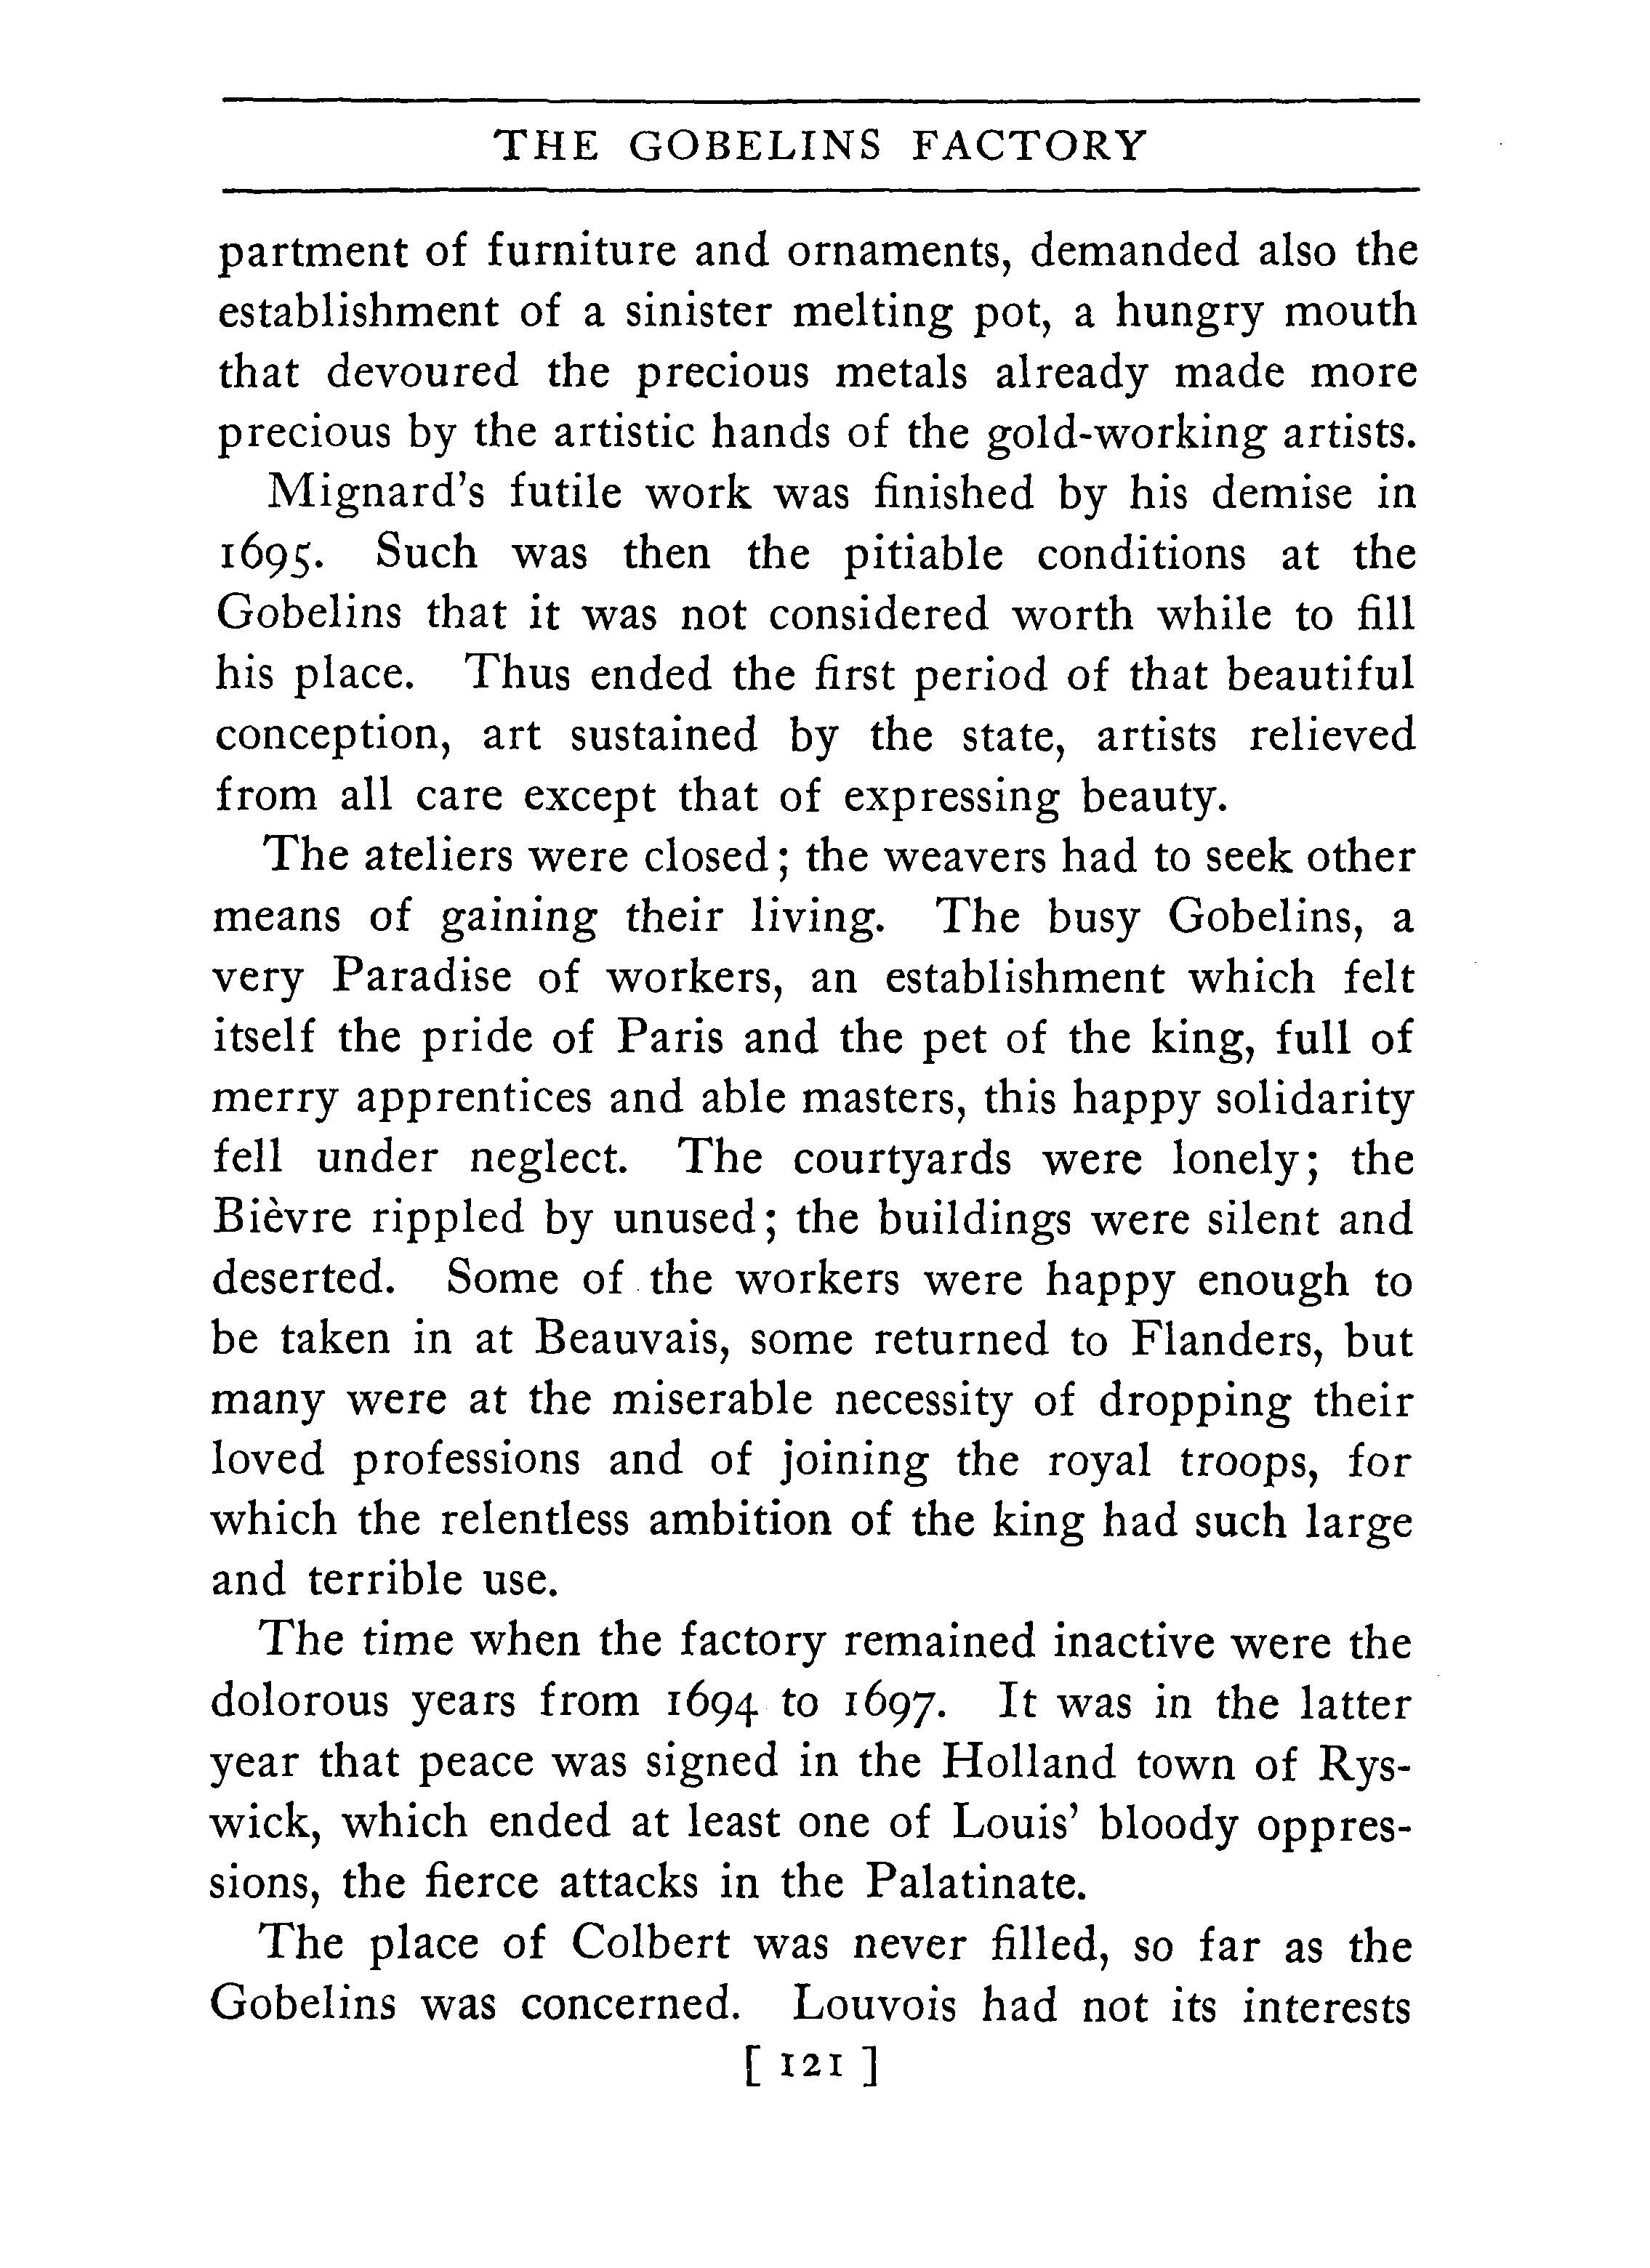 THE GOBELINS FACTORY
partment of furniture and ornaments, demanded also the
establishment of a sinister melting pot, a hungry mouth
that devoured the precious metals already made more
precious by the artistic hands of the gold-working artists.
Mignard's futile work was finished by his demise in
1695. Such was then the pitiable conditions at the
Gobelins that it was not considered worth while to fill
his place. Thus ended the first period of that beautiful
conception, art sustained by the state, artists relieved
from all care except that of expressing beauty.
The ateliers were closed; the weavers had to seek other
means of gaining their living. The busy Gobelins, a
very Paradise of workers, an establishment which felt
itself the pride of Paris and the pet of the king, full of
merry apprentices and able masters, this happy solidarity
fell under neglect. The courtyards were lonely; the
Bièvre rippled by unused; the buildings were silent and
deserted. Some of the workers were happy enough to
be taken in at Beauvais, some returned to Flanders, but
many were at the miserable necessity of dropping their
loved professions and of joining the royal troops, for
which the relentless ambition of the king had such large
and terrible use.
The time when the factory remained inactive were the
dolorous years from 1694 to 1697. It was in the latter
year that peace was signed in the Holland town of Rys-
wick, which ended at least one of Louis' bloody oppres-
sions, the fierce attacks in the Palatinate.
The place of Colbert was never filled, so far as the
Gobelins was concerned. Louvois had not its interests
[ 121 ]